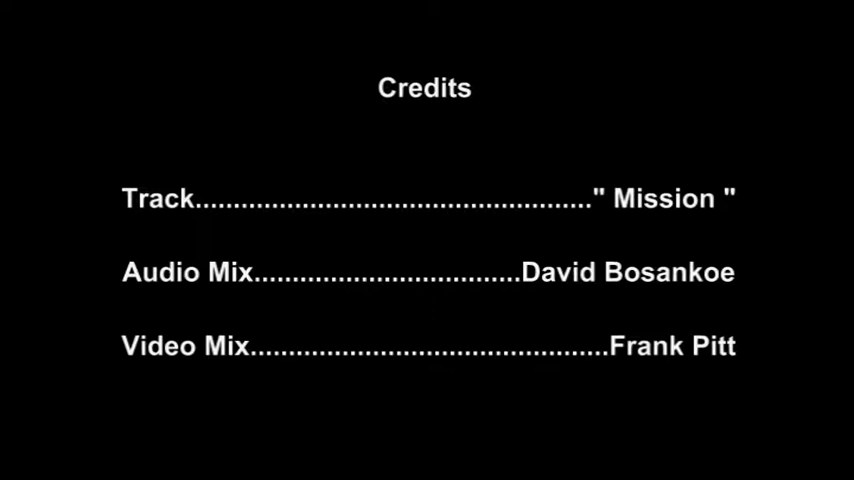 Credits
Track...................................................." Mission "
Audio Mix...................................David Bosankoe
Video Mix...............................................Frank Pitt